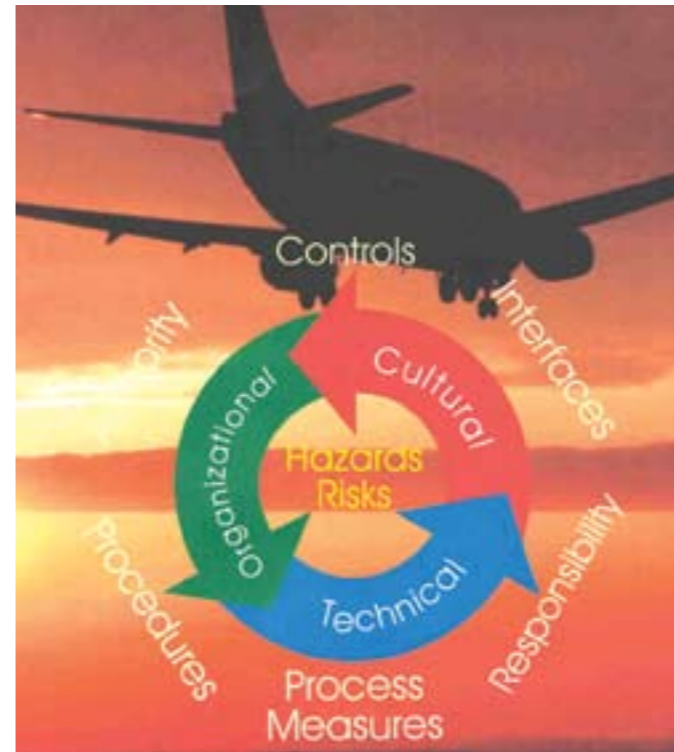 Controls
Interfaces
Responsibility
Process
Measures
Procedures
Cultural
Technical
Organizational
Hazards
Risks